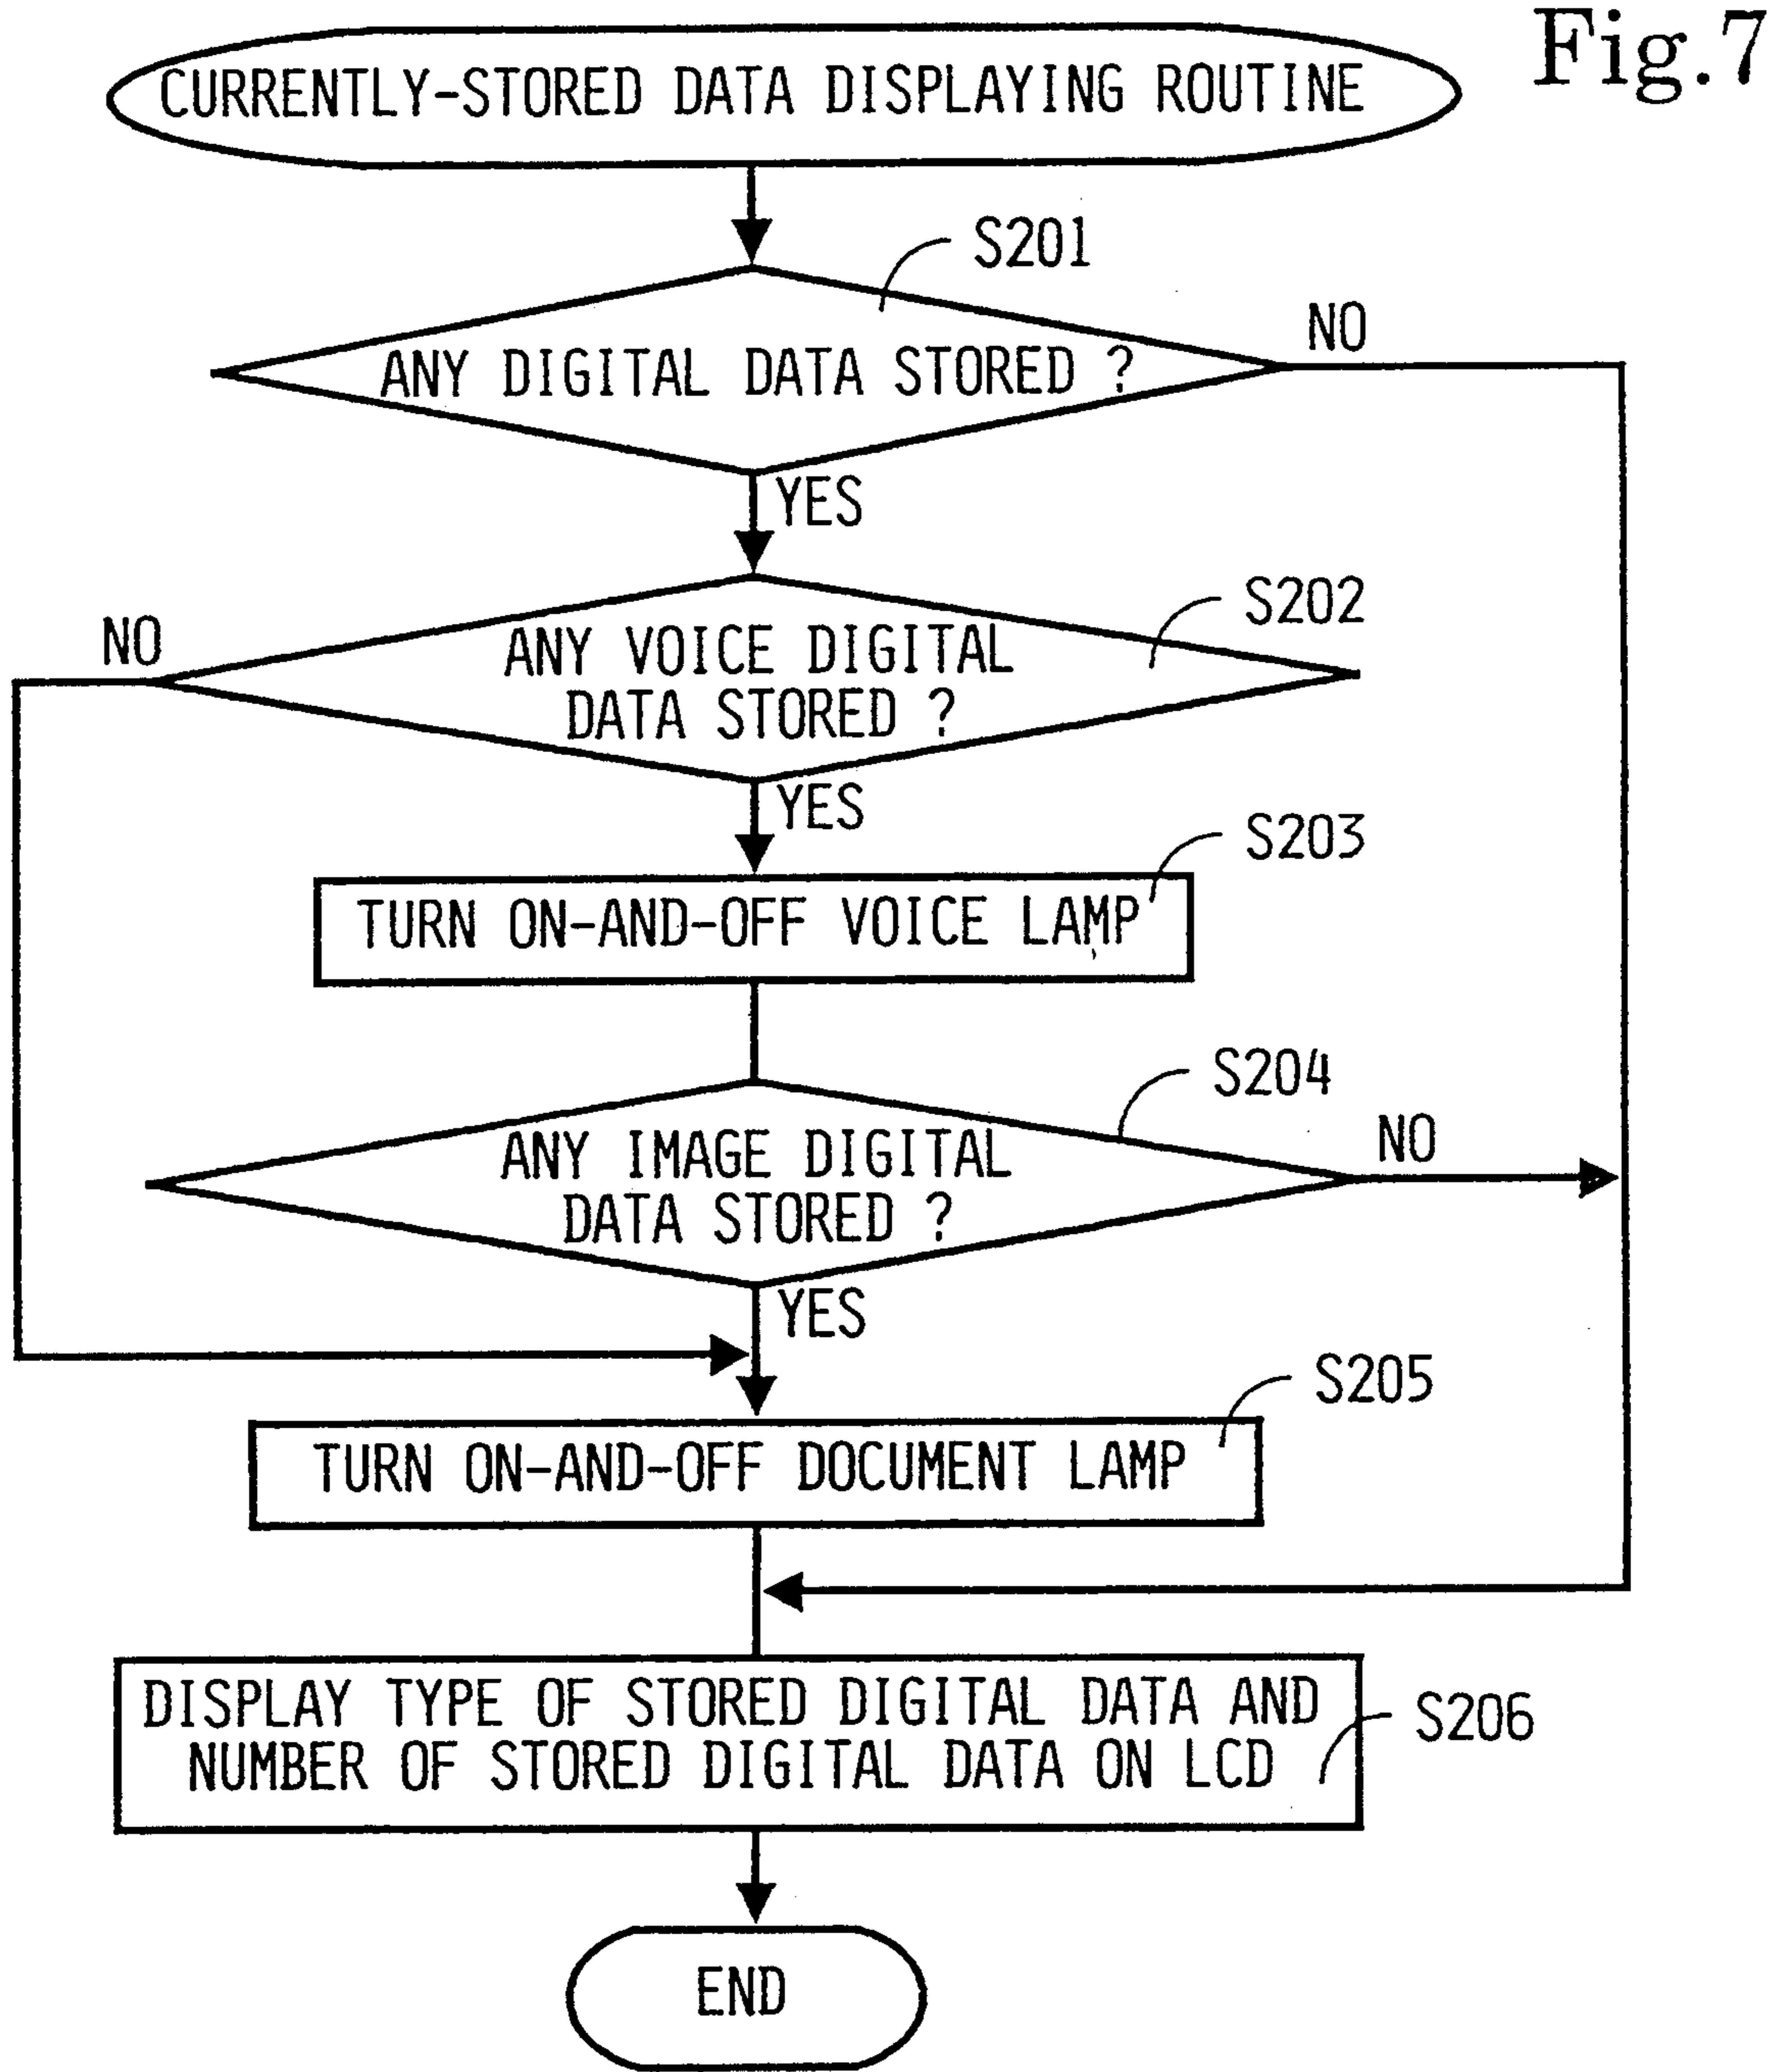 Fig.7
CURRENTLY-STORED DATA DISPLAYING ROUTINE
S201
ANY DIGITAL DATA STORED ?
NO
YES
S202
NO
ANY VOICE DIGITAL
DATA STORED ?
YES
S203
TURN ON-AND-OFF VOICE LAMP
S204
ANY IMAGE DIGITAL
DATA STORED ?
NO
YES
S205
TURN ON-AND-OFF DOCUMENT LAMP
DISPLAY TYPE OF STORED DIGITAL DATA AND
NUMBER OF STORED DIGITAL DATA ON LCD
S206
END